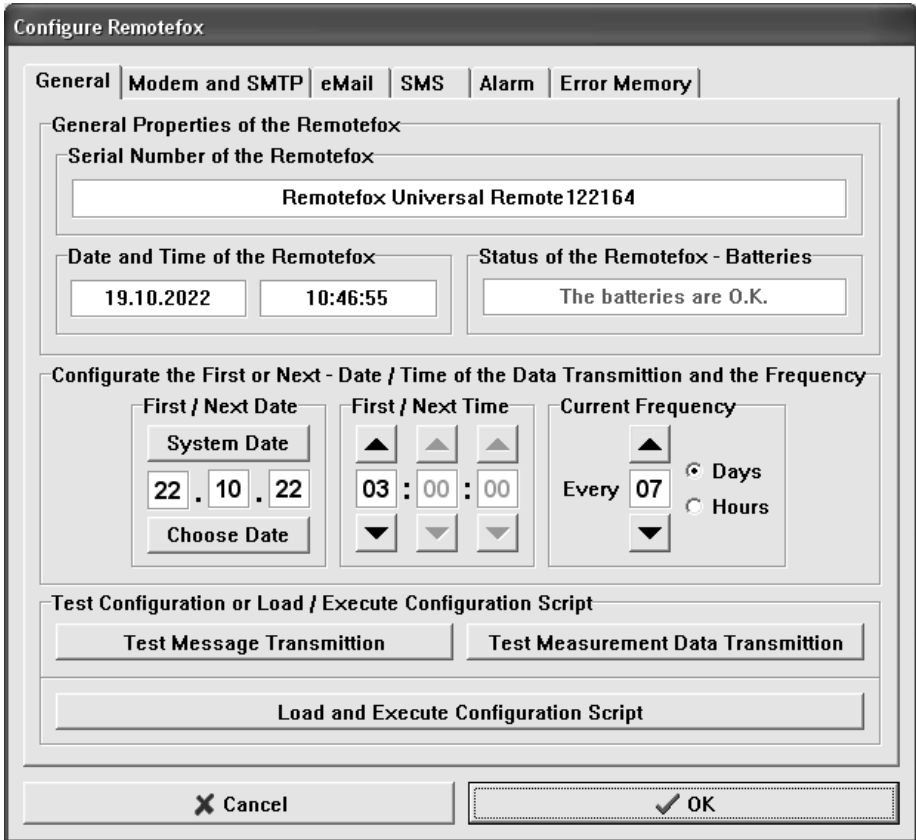 Configure Remotefox
General Modem and SMTP eMail SMS Alarm Error Memory
General Properties of the Remotefox
Serial Number of the Remotefox
Remotefox Universal Remote122164
Date and Time of the Remotefox Status of the Remotefox - Batteries
19.10.2022 10:46:55 The batteries are O.K.
Configurate the First or Next - Date / Time of the Data Transmittion and the Frequency
First / Next Date First / Next Time Current Frequency
System Date
22 . 10 . 22 03 : 00 : 00 Every 07 Days
Hours
Choose Date
Test Configuration or Load / Execute Configuration Script
Test Message Transmittion Test Measurement Data Transmittion
Load and Execute Configuration Script
Cancel OK